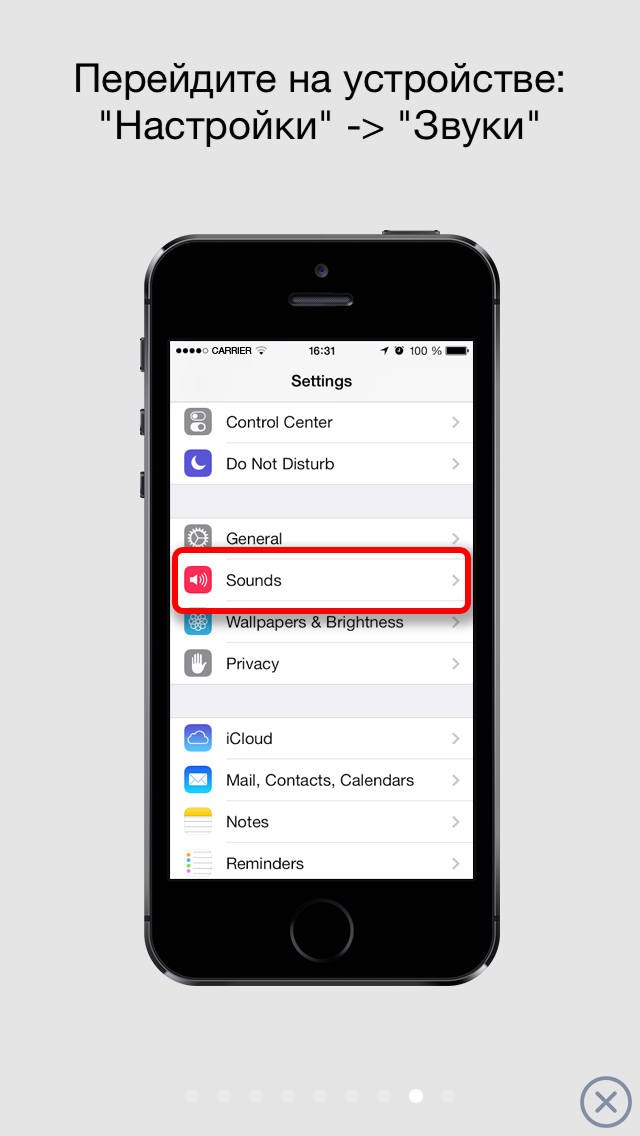 Перейдите на устройстве:
"Настройки" -> "Звуки"
CARRIER 16:31 100 %
Settings
Control Center
Do Not Disturb
General
Sounds
Wallpapers & Brightness
Privacy
iCloud
Mail, Contacts, Calendars
Notes
Reminders